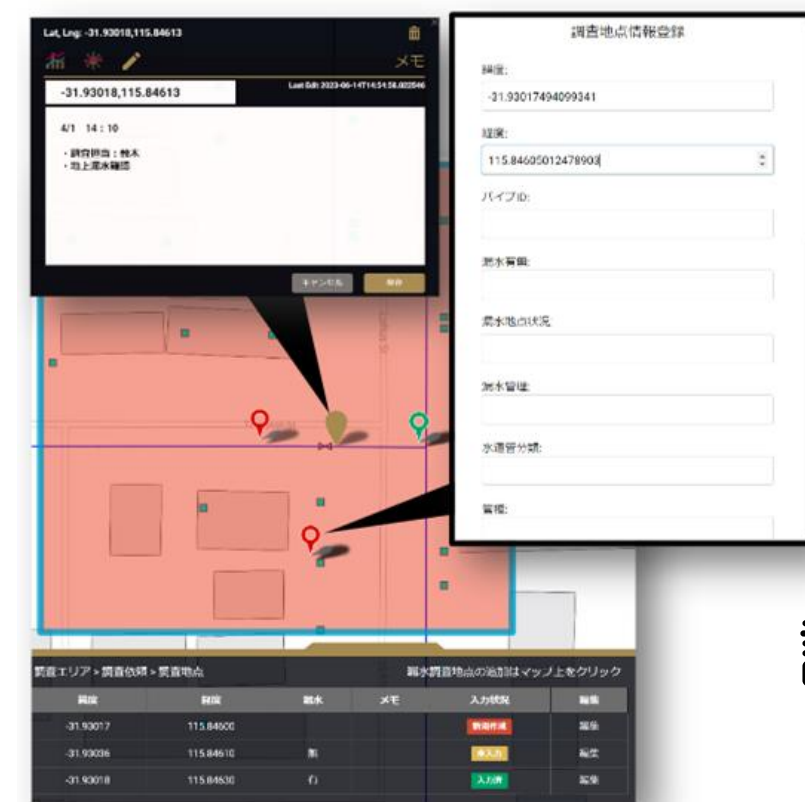 Lat, Lng: -31.93018,115.84613
メモ
-31.93018,115.84613
Last Edit: 2023-06-14T14:54:58.022546
4/1 14:10
・調査担当：
・地上漏水確認
キャンセル
保存
調査地点情報登録
緯度:
-31.93017494099341
経度:
115.84605012478903
パイプID:
漏水有無:
漏水地点状況:
漏水管理:
水道管分類:
管種:
調査エリア > 調査依頼 > 調査地点
漏水調査地点の追加はマップ上をクリック
緯度 経度 漏水 メモ 入力状況 編集
-31.93017 115.84600 新規作成 編集
-31.93036 115.84610 無 未入力 編集
-31.93018 115.84630 有 入力済 編集